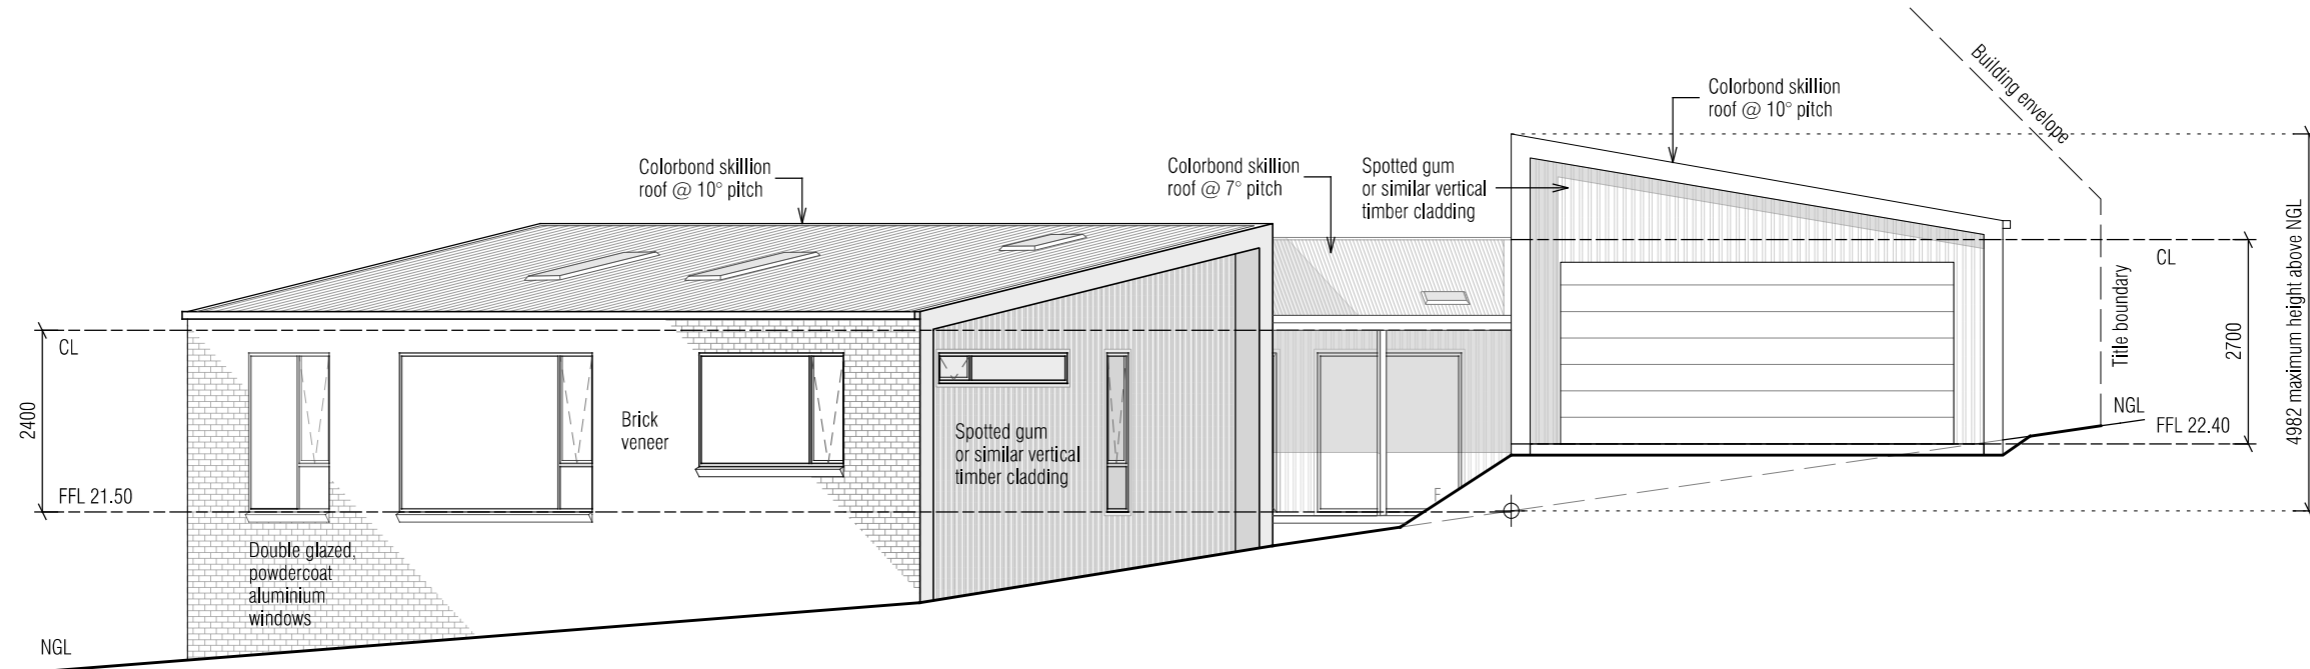 Building envelope
Colorbond skillion
roof @ 10° pitch
Colorbond skillion
roof @ 10° pitch
Colorbond skillion
roof @ 7° pitch
Spotted gum
or similar vertical
timber cladding
4982 maximum height above NGL
CL
Title boundary
2700
CL
2400
Brick
veneer
Spotted gum
or similar vertical
timber cladding
NGL
FFL 22.40
FFL 21.50
F
Double glazed,
powdercoat
aluminium
windows
NGL